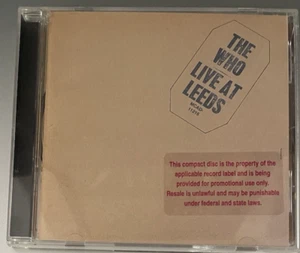 THE
WHO
LIVE AT
LEEDS
This compact disc is the property of the
applicable record label and is being
provided for promotional use only.
Resale is unlawful and may be punishable
under federal and state laws.